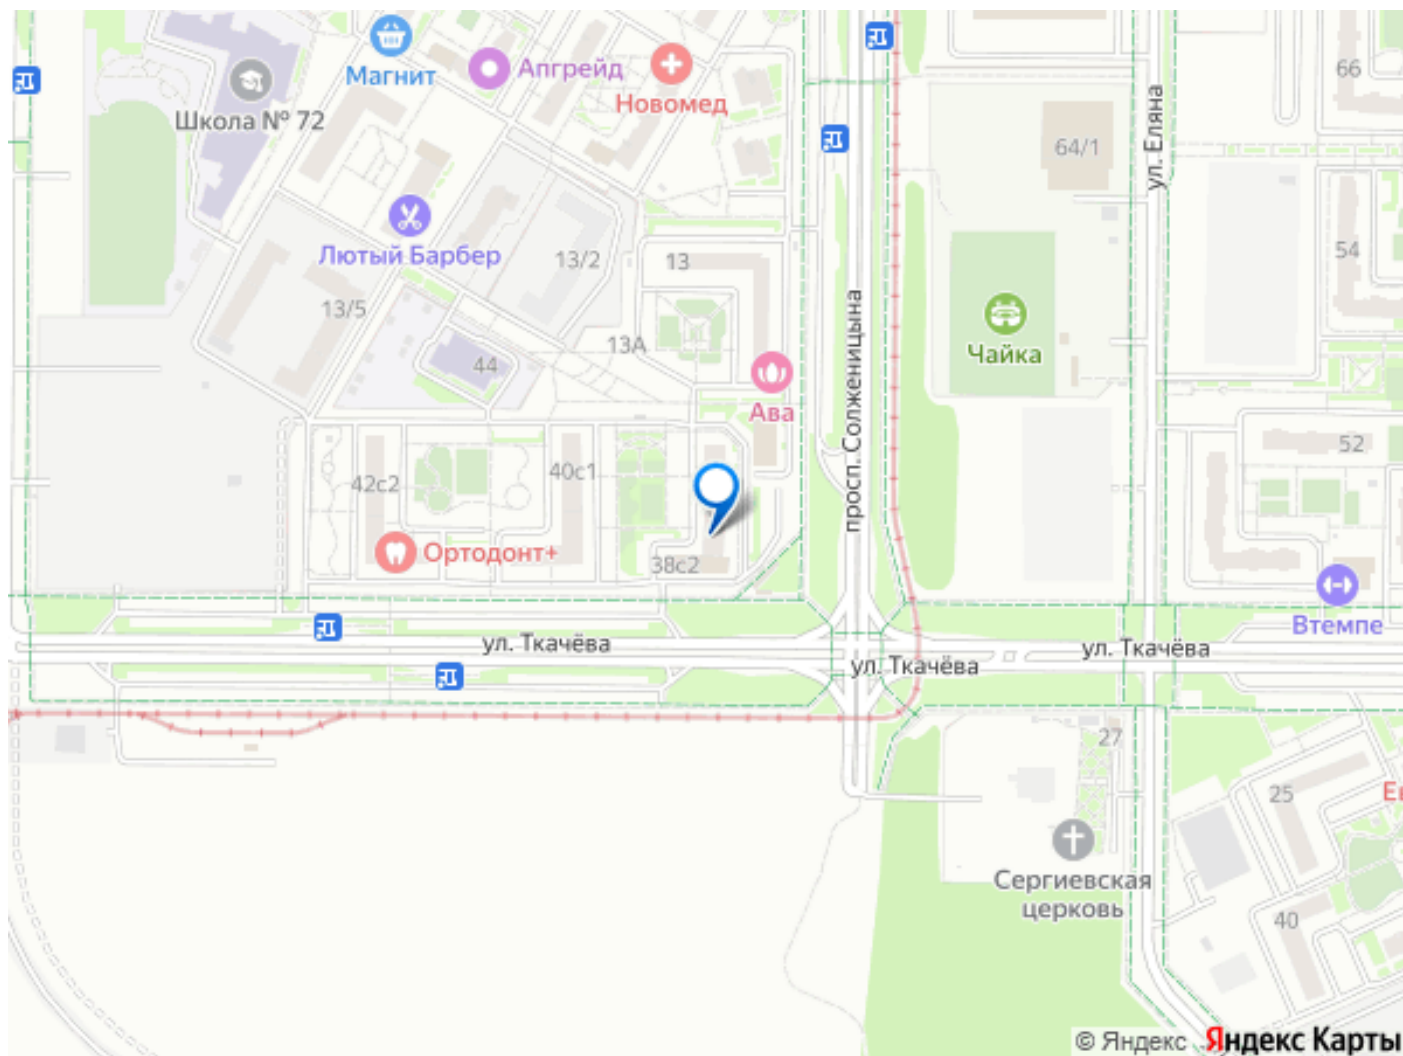 Магнит
Апгрейд
Новомед
Школа № 72
66
64/1
ул. Еляна
Лютый Барбер
13/2
13
54
13/5
13А
44
просп. Солженицына
Чайка
Ава
52
42с2
40с1
Ортодонт+
38с2
Втемпе
ул. Ткачёва
ул. Ткачёва
ул. Ткачёва
27
25
Ев
Сергиевская
церковь
40
© Яндекс Яндекс Карты